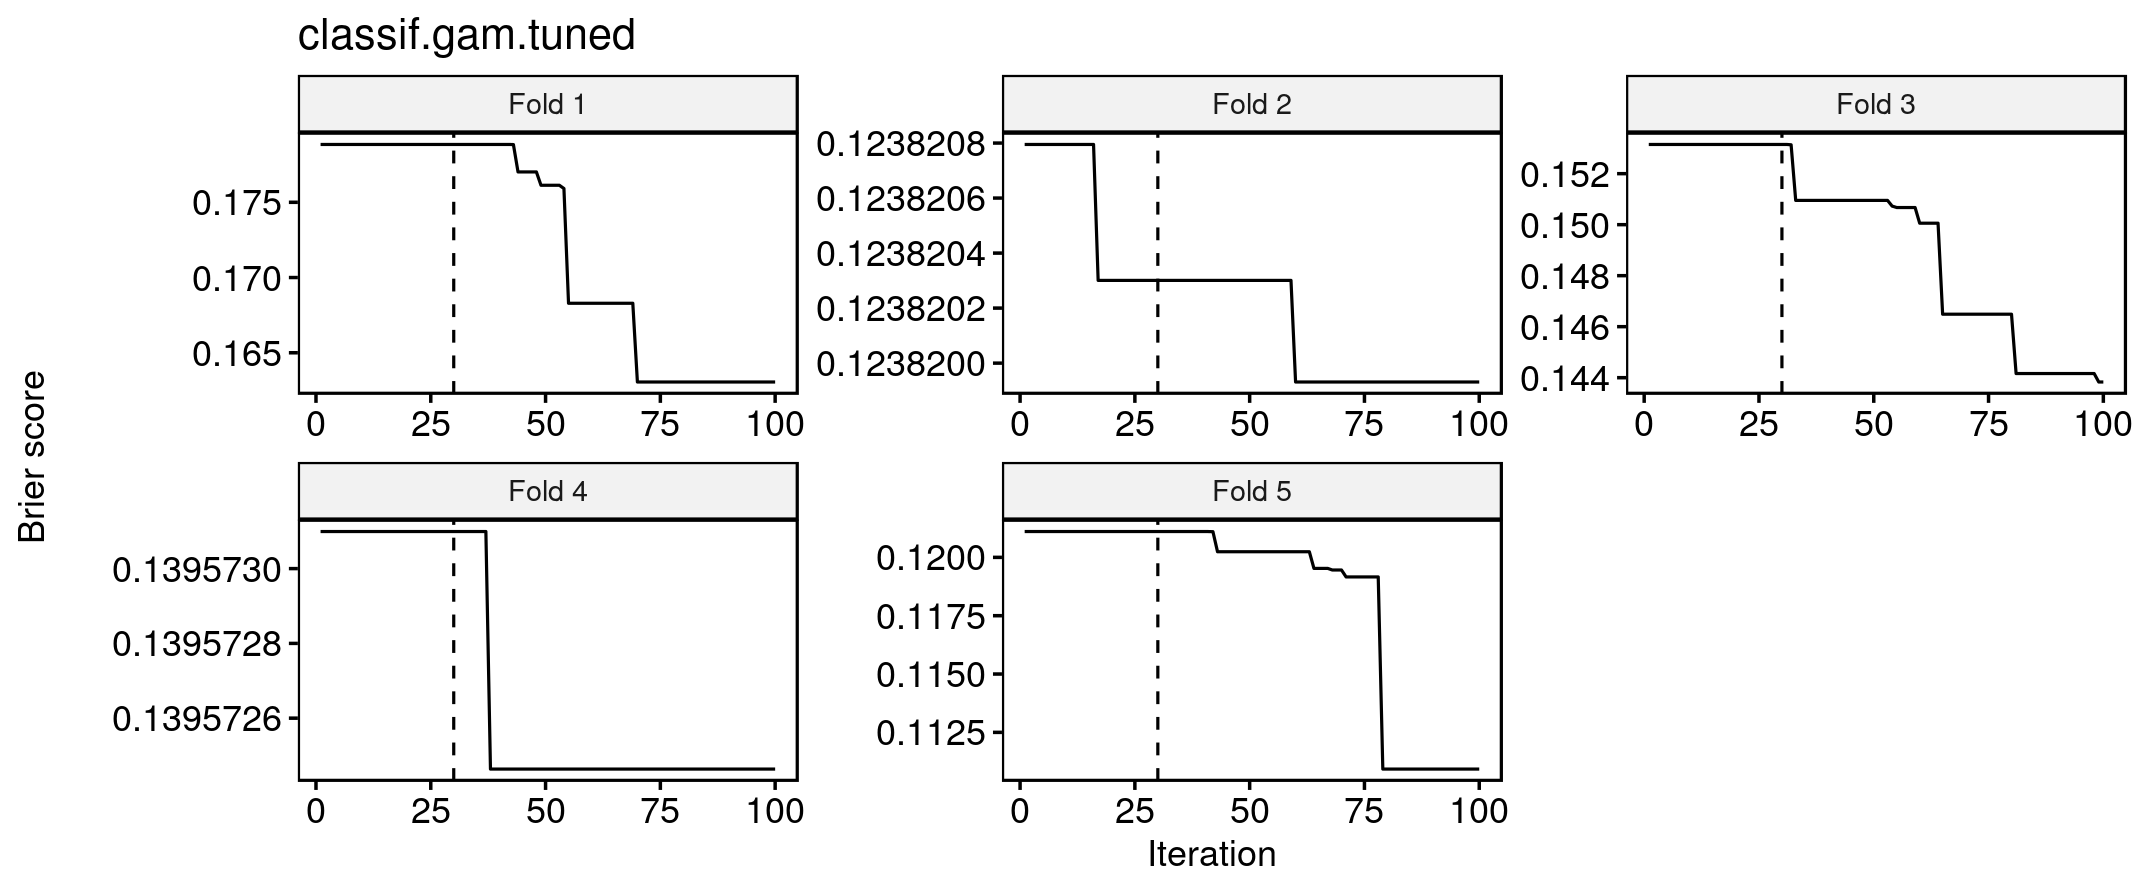 classif.gam.tuned
Fold 1
Fold 2
Fold 3
0.175
0.170
0.165
0.1238208
0.1238206
0.1238204
0.1238202
0.1238200
0.152
0.150
0.148
0.146
0.144
0 25 50 75 100
0 25 50 75 100
0 25 50 75 100
Brier score
Fold 4
Fold 5
0.1395730
0.1395728
0.1395726
0.1200
0.1175
0.1150
0.1125
0 25 50 75 100
0 25 50 75 100
Iteration